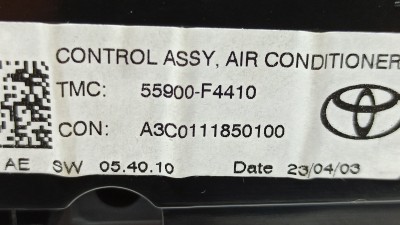 CONTROL ASSY, AIR CONDITIONER
TMC: 55900-F4410
CON: A3C0111850100
AE SW 05.40.10 Date 23/04/03